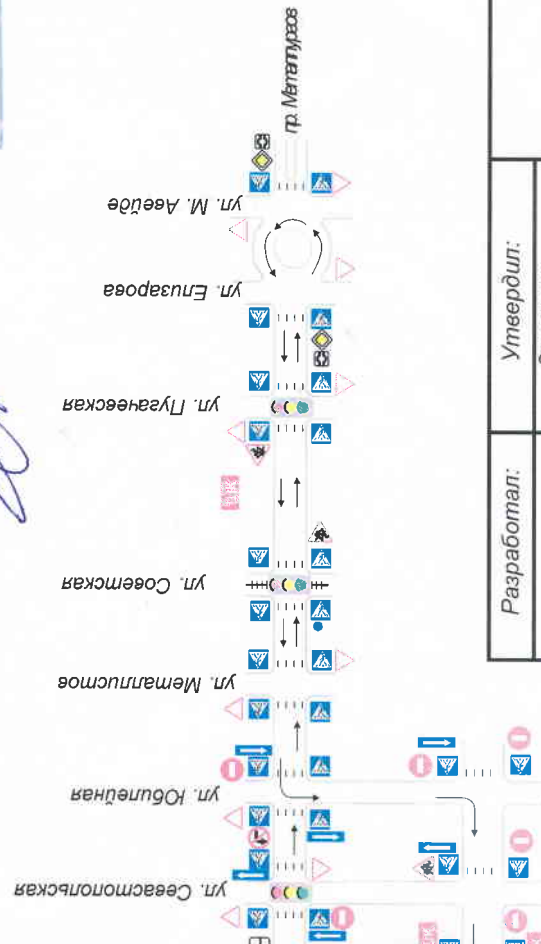 пр. Металлургов
ул. М. Авейде
ул. Елизарова
ул. Пугачевская
ул. Советская
ул. Металлистов
ул. Юбилейная
ул. Севастопольская
Разработал:
Утвердил: